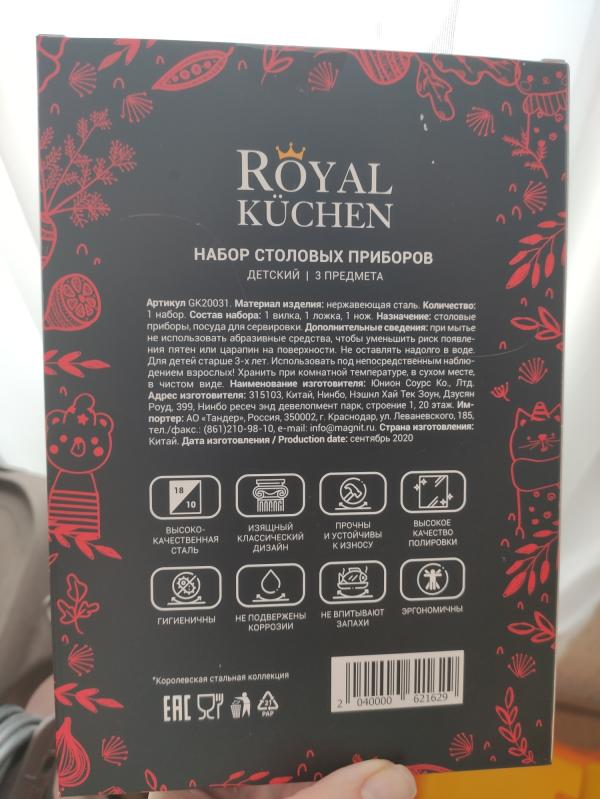 ROYAL
KÜCHEN
НАБОР СТОЛОВЫХ ПРИБОРОВ
ДЕТСКИЙ | 3 ПРЕДМЕТА
Артикул GK20031. Материал изделия: нержавеющая сталь. Количество:
1 набор. Состав набора: 1 вилка, 1 ложка, 1 нож. Назначение: столовые
приборы, посуда для сервировки. Дополнительные сведения: при мытье
не использовать абразивные средства, чтобы уменьшить риск появле-
ния пятен или царапин на поверхности. Не оставлять надолго в воде.
Для детей старше 3-х лет. Использовать под непосредственным наблю-
дением взрослых! Хранить при комнатной температуре, в сухом месте,
в чистом виде. Наименование изготовителя: Юнион Соурс Ко., Лтд.
Адрес изготовителя: 315103, Китай, Нинбо, Нэшнл Хай Тек Зоун, Даусян
Роуд, 399, Нинбо ресеч энд девелопмент парк, строение 1, 20 этаж. Им-
портер: АО «Тандер», Россия, 350002, г. Краснодар, ул. Леваневского, 185,
тел./факс.: (861)210-98-10, e-mail: info@magnit.ru. Страна изготовления:
Китай. Дата изготовления / Production date: сентябрь 2020
18
10
ВЫСОКО-
КАЧЕСТВЕННАЯ
СТАЛЬ
ИЗЯЩНЫЙ
КЛАССИЧЕСКИЙ
ДИЗАЙН
ПРОЧНЫ
И УСТОЙЧИВЫ
К ИЗНОСУ
ВЫСОКОЕ
КАЧЕСТВО
ПОЛИРОВКИ
ГИГИЕНИЧНЫ
НЕ ПОДВЕРЖЕНЫ
КОРРОЗИИ
НЕ ВПИТЫВАЮТ
ЗАПАХИ
ЭРГОНОМИЧНЫ
*Королевская стальная коллекция
EAC
21
PAP
2 040000 621629